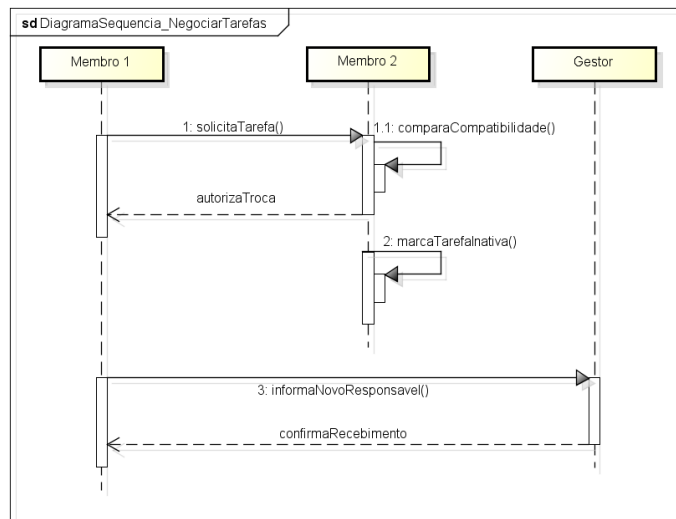 sd DiagramaSequencia_NegociarTarefas
Membro 1
Membro 2
Gestor
1: solicitaTarefa()
1.1: comparaCompatibilidade()
autorizaTroca
2: marcaTarefaInativa()
3: informaNovoResponsavel()
confirmaRecebimento